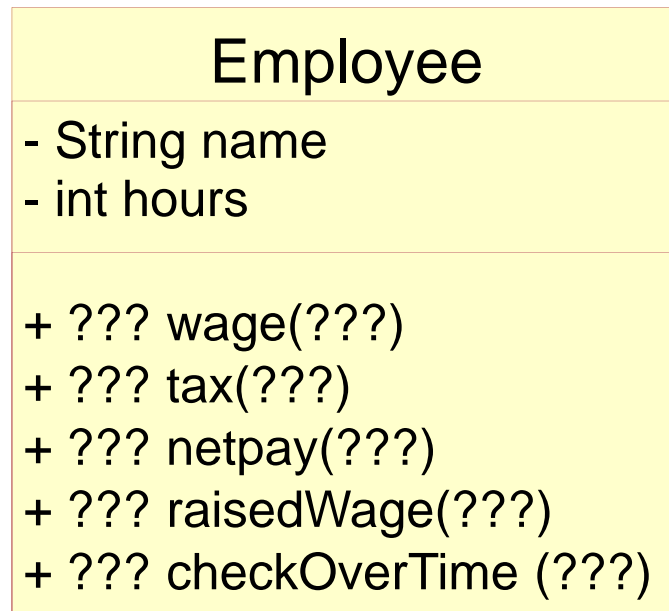 Employee
- String name
- int hours
+ ??? wage(???)
+ ??? tax(???)
+ ??? netpay(???)
+ ??? raisedWage(???)
+ ??? checkOverTime (???)